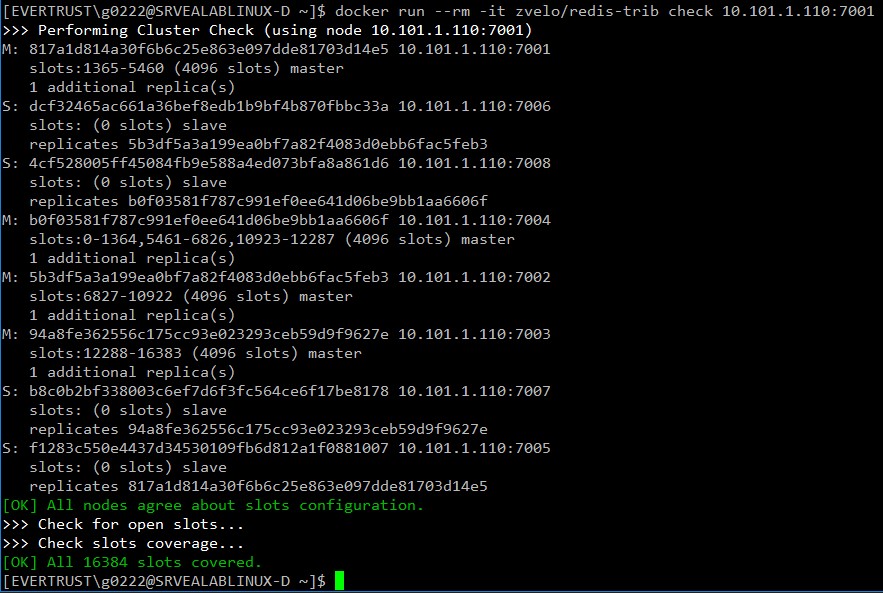 [EVERTRUST\g0222@SRVEALABLINUX-D ~]$ docker run --rm -it zvelo/redis-trib check 10.101.1.110:7001
>>> Performing Cluster Check (using node 10.101.1.110:7001)
M: 817a1d814a30f6b6c25e863e097dde81703d14e5 10.101.1.110:7001
   slots:1365-5460 (4096 slots) master
   1 additional replica(s)
S: dcf32465ac661a36bef8edb1b9bf4b870fbbc33a 10.101.1.110:7006
   slots: (0 slots) slave
   replicates 5b3df5a3a199ea0bf7a82f4083d0ebb6fac5feb3
S: 4cf528005ff45084fb9e588a4ed073bfa8a861d6 10.101.1.110:7008
   slots: (0 slots) slave
   replicates b0f03581f787c991ef0ee641d06be9bb1aa6606f
M: b0f03581f787c991ef0ee641d06be9bb1aa6606f 10.101.1.110:7004
   slots:0-1364,5461-6826,10923-12287 (4096 slots) master
   1 additional replica(s)
M: 5b3df5a3a199ea0bf7a82f4083d0ebb6fac5feb3 10.101.1.110:7002
   slots:6827-10922 (4096 slots) master
   1 additional replica(s)
M: 94a8fe362556c175cc93e023293ceb59d9f9627e 10.101.1.110:7003
   slots:12288-16383 (4096 slots) master
   1 additional replica(s)
S: b8c0b2bf338003c6ef7d6f3fc564ce6f17be8178 10.101.1.110:7007
   slots: (0 slots) slave
   replicates 94a8fe362556c175cc93e023293ceb59d9f9627e
S: f1283c550e4437d34530109fb6d812a1f0881007 10.101.1.110:7005
   slots: (0 slots) slave
   replicates 817a1d814a30f6b6c25e863e097dde81703d14e5
[OK] All nodes agree about slots configuration.
>>> Check for open slots...
>>> Check slots coverage...
[OK] All 16384 slots covered.
[EVERTRUST\g0222@SRVEALABLINUX-D ~]$